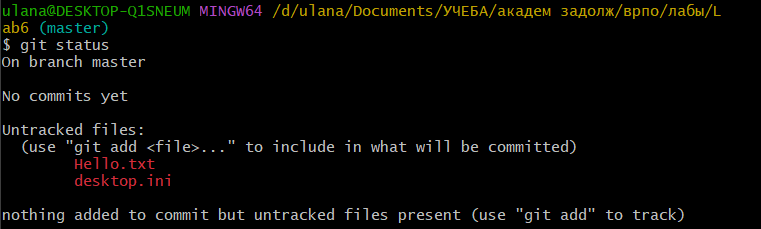 ulana@DESKTOP-Q1SNEUM MINGW64 /d/ulana/Documents/УЧЕБА/академ задолж/врпо/лабы/L
ab6 (master)
$ git status
On branch master
No commits yet
Untracked files:
  (use "git add <file>..." to include in what will be committed)
        Hello.txt
        desktop.ini
nothing added to commit but untracked files present (use "git add" to track)